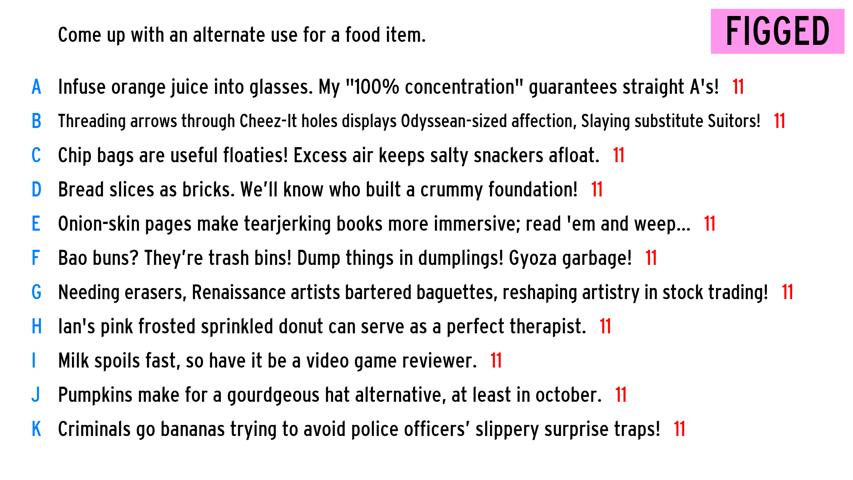 Come up with an alternate use for a food item.
FIGGED
A Infuse orange juice into glasses. My "100% concentration" guarantees straight A's! 11
B Threading arrows through Cheez-It holes displays Odyssean-sized affection, Slaying substitute Suitors! 11
C Chip bags are useful floaties! Excess air keeps salty snackers afloat. 11
D Bread slices as bricks. We’ll know who built a crummy foundation! 11
E Onion-skin pages make tearjerking books more immersive; read 'em and weep... 11
F Bao buns? They’re trash bins! Dump things in dumplings! Gyoza garbage! 11
G Needing erasers, Renaissance artists bartered baguettes, reshaping artistry in stock trading! 11
H Ian's pink frosted sprinkled donut can serve as a perfect therapist. 11
I Milk spoils fast, so have it be a video game reviewer. 11
J Pumpkins make for a gourdgeous hat alternative, at least in october. 11
K Criminals go bananas trying to avoid police officers’ slippery surprise traps! 11